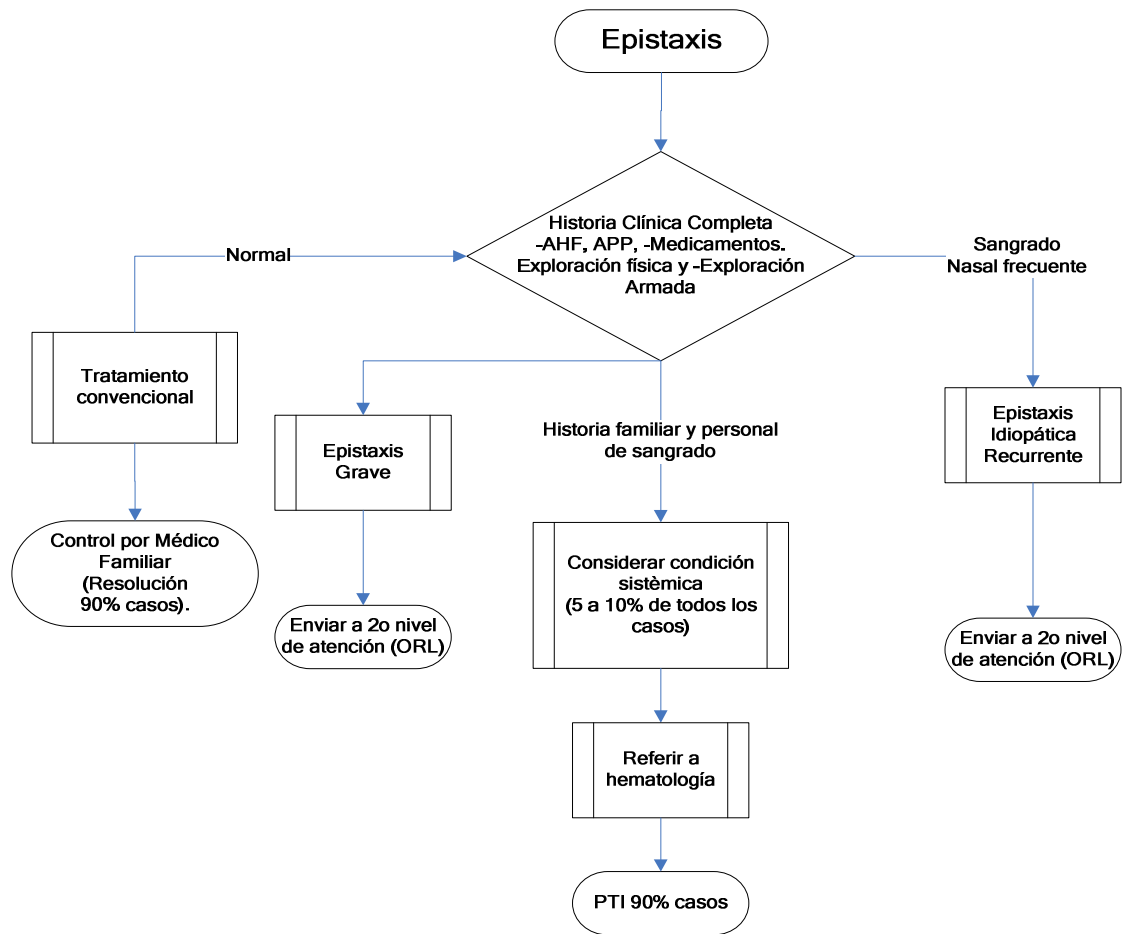 Epistaxis
Historia Clínica Completa
-AHF, APP, -Medicamentos.
Exploración física y -Exploración
Armada
Normal
Sangrado
Nasal frecuente
Tratamiento
convencional
Epistaxis
Grave
Historia familiar y personal
de sangrado
Epistaxis
Idiopática
Recurrente
Control por Médico
Familiar
(Resolución
90% casos).
Considerar condición
sistèmica
(5 a 10% de todos los
casos)
Enviar a 2o nivel
de atención (ORL)
Enviar a 2o nivel
de atención (ORL)
Referir a
hematología
PTI 90% casos